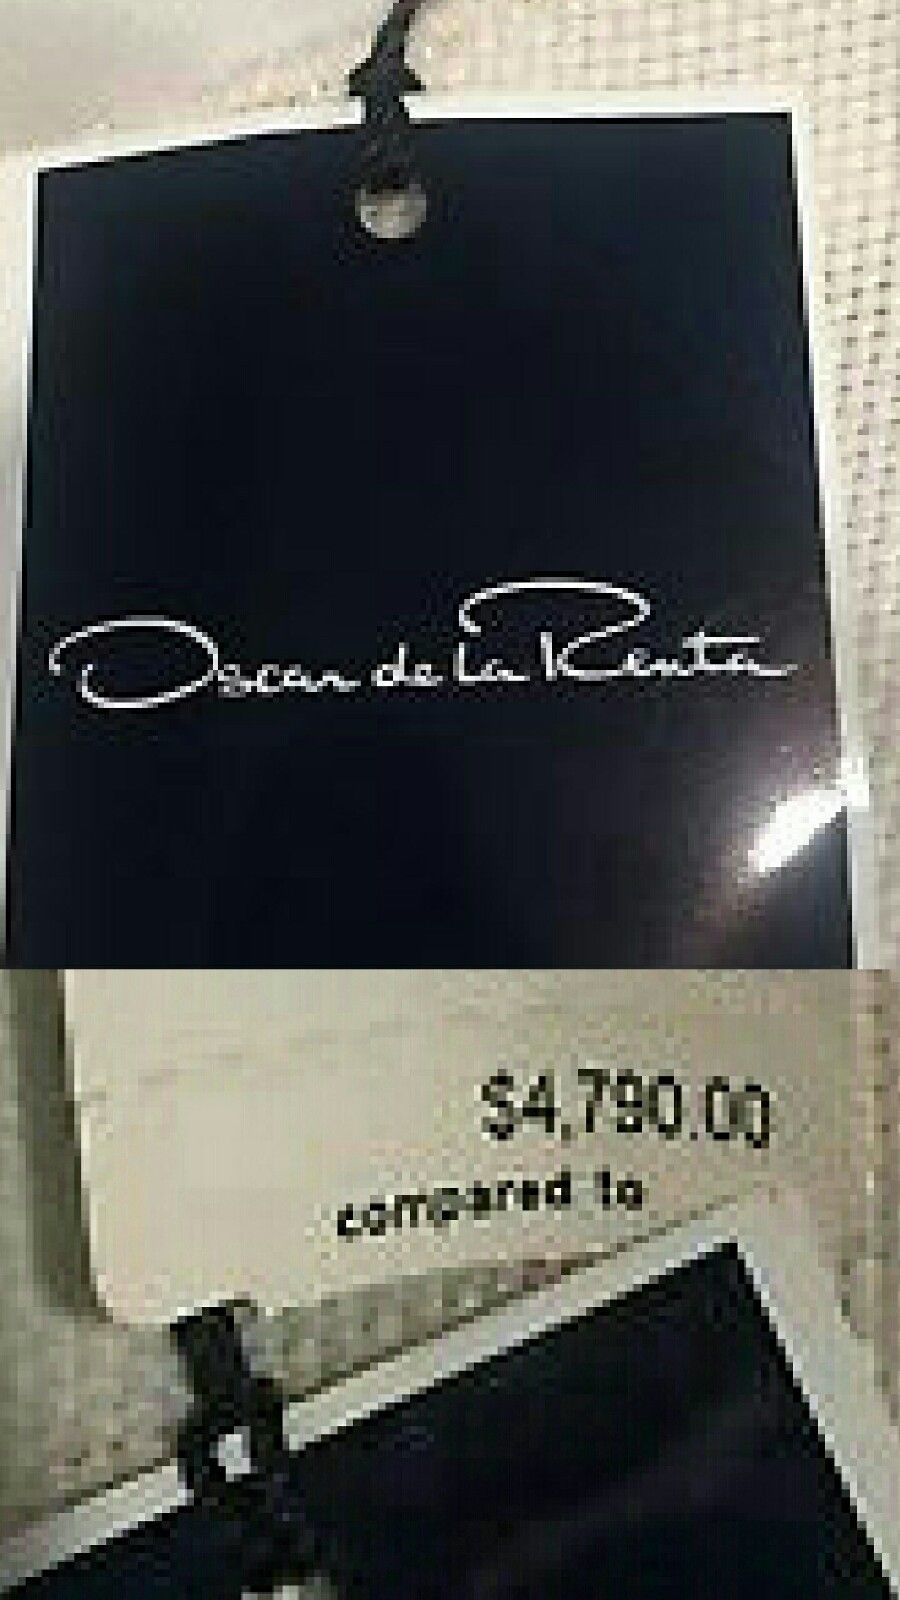 Oscar de la Renta
$4,790.00
compared to